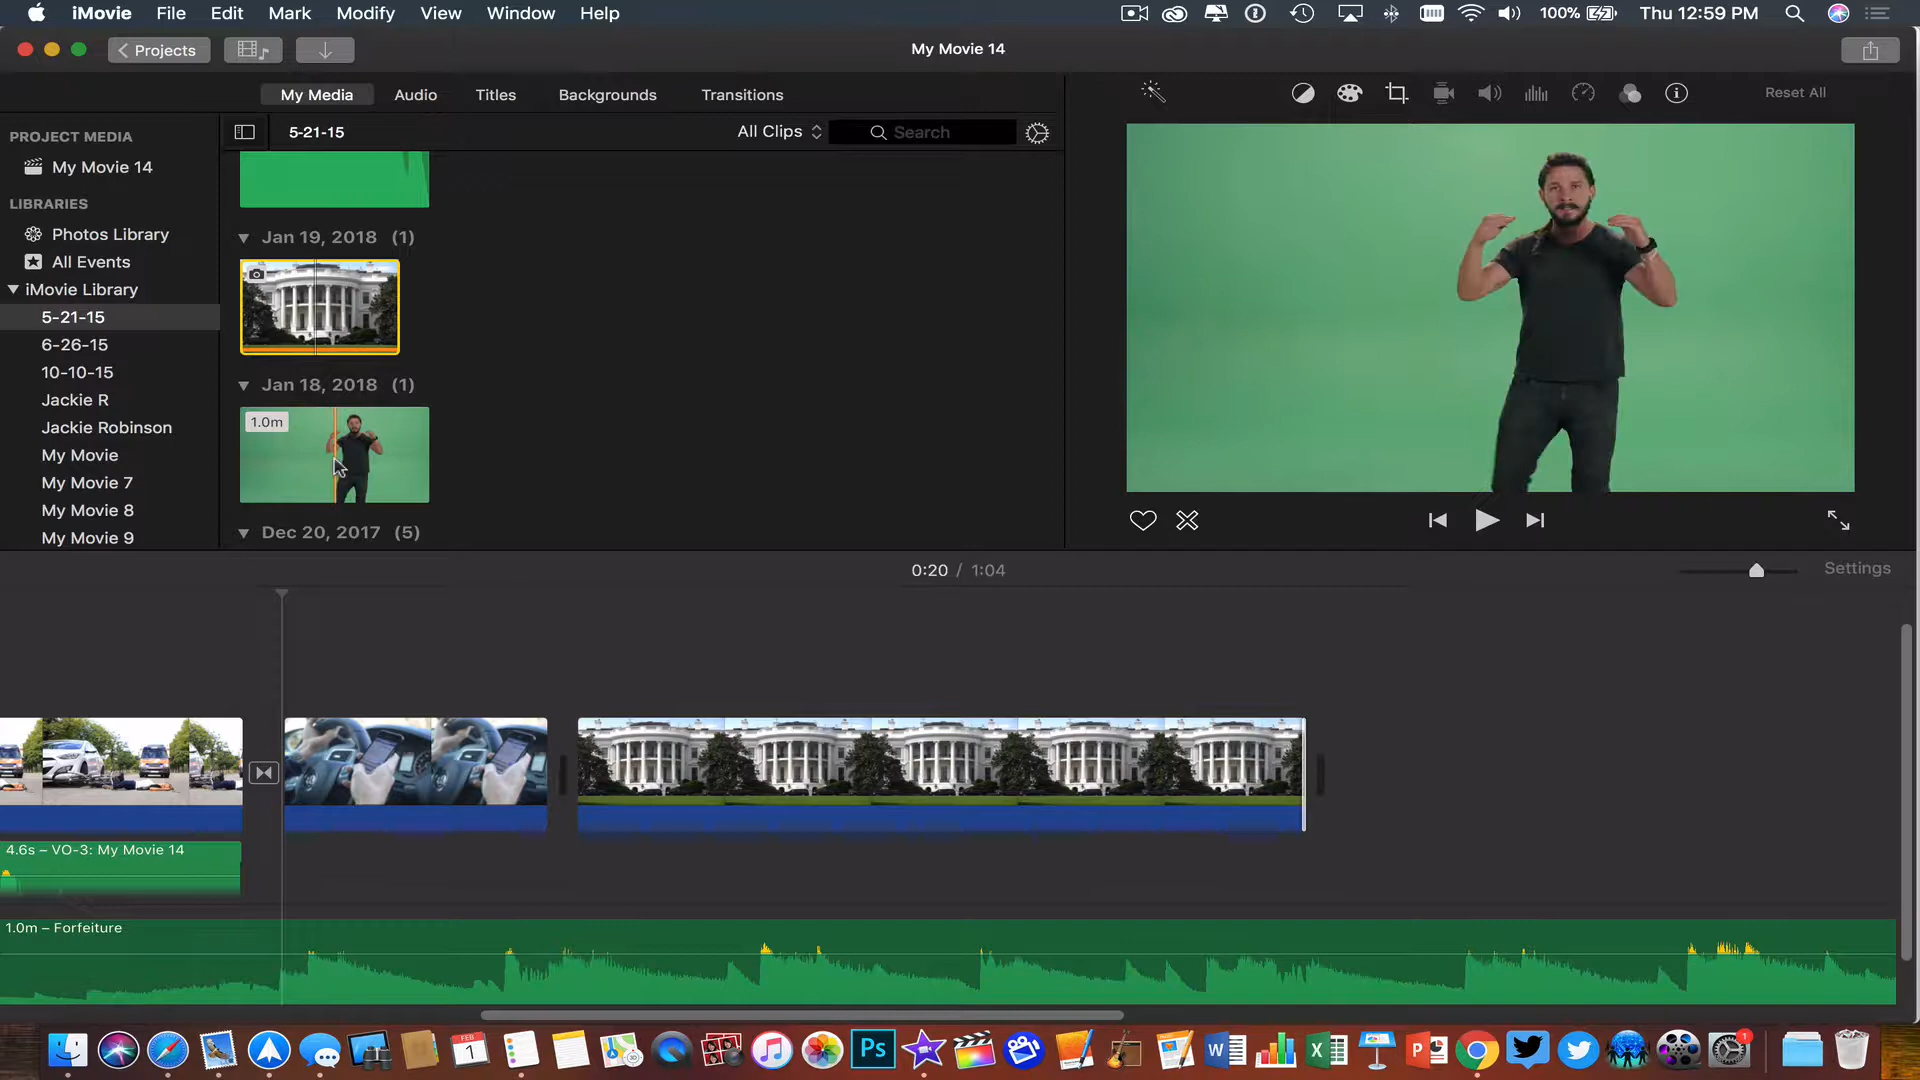 iMovie File Edit Mark Modify View Window Help 100% Thu 12:59 PM
Projects My Movie 14
My Media Audio Titles Backgrounds Transitions Reset All
PROJECT MEDIA
My Movie 14
LIBRARIES
Photos Library
All Events
iMovie Library
5-21-15
6-26-15
10-10-15
Jackie R
Jackie Robinson
My Movie
My Movie 7
My Movie 8
My Movie 9
5-21-15 All Clips Search
Jan 19, 2018 (1)
Jan 18, 2018 (1)
1.0m
Dec 20, 2017 (5)
0:20 / 1:04 Settings
4.6s – VO-3: My Movie 14
1.0m – Forfeiture
FEB
1
Ps
W
X
P
1